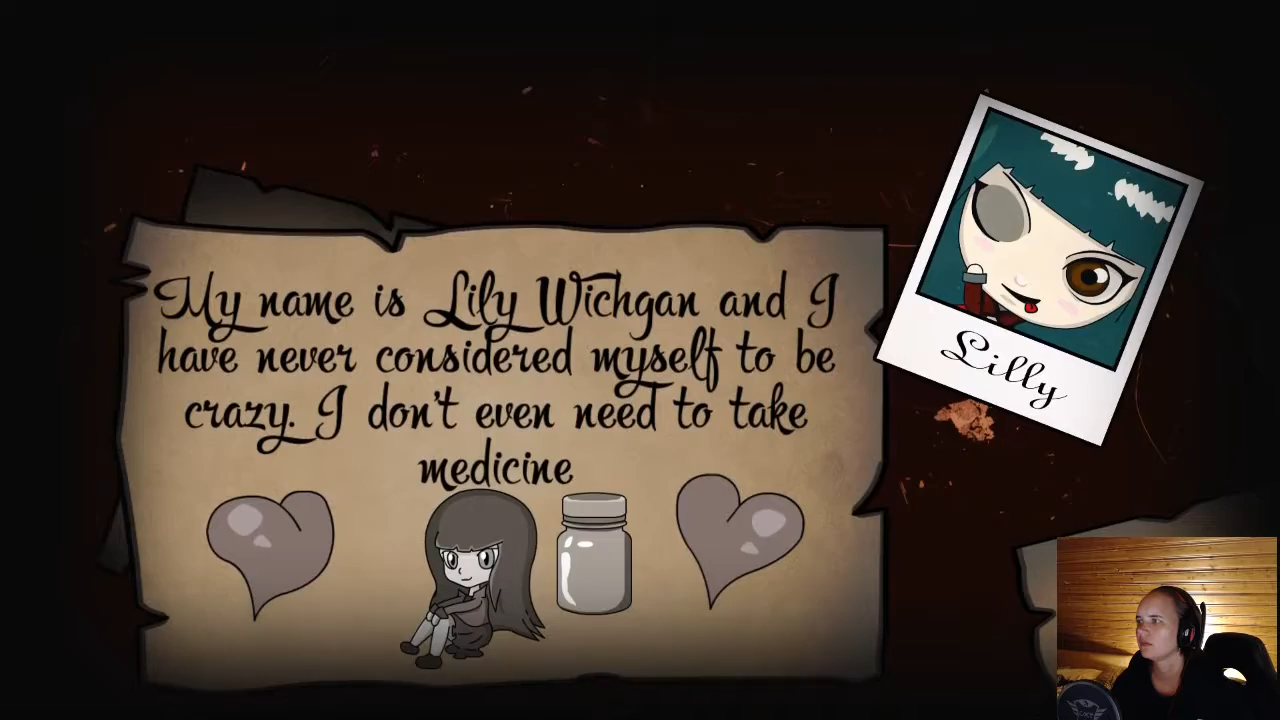 My name is Lily Wichgan and I
have never considered myself to be
crazy. I don't even need to take
medicine
Lilly